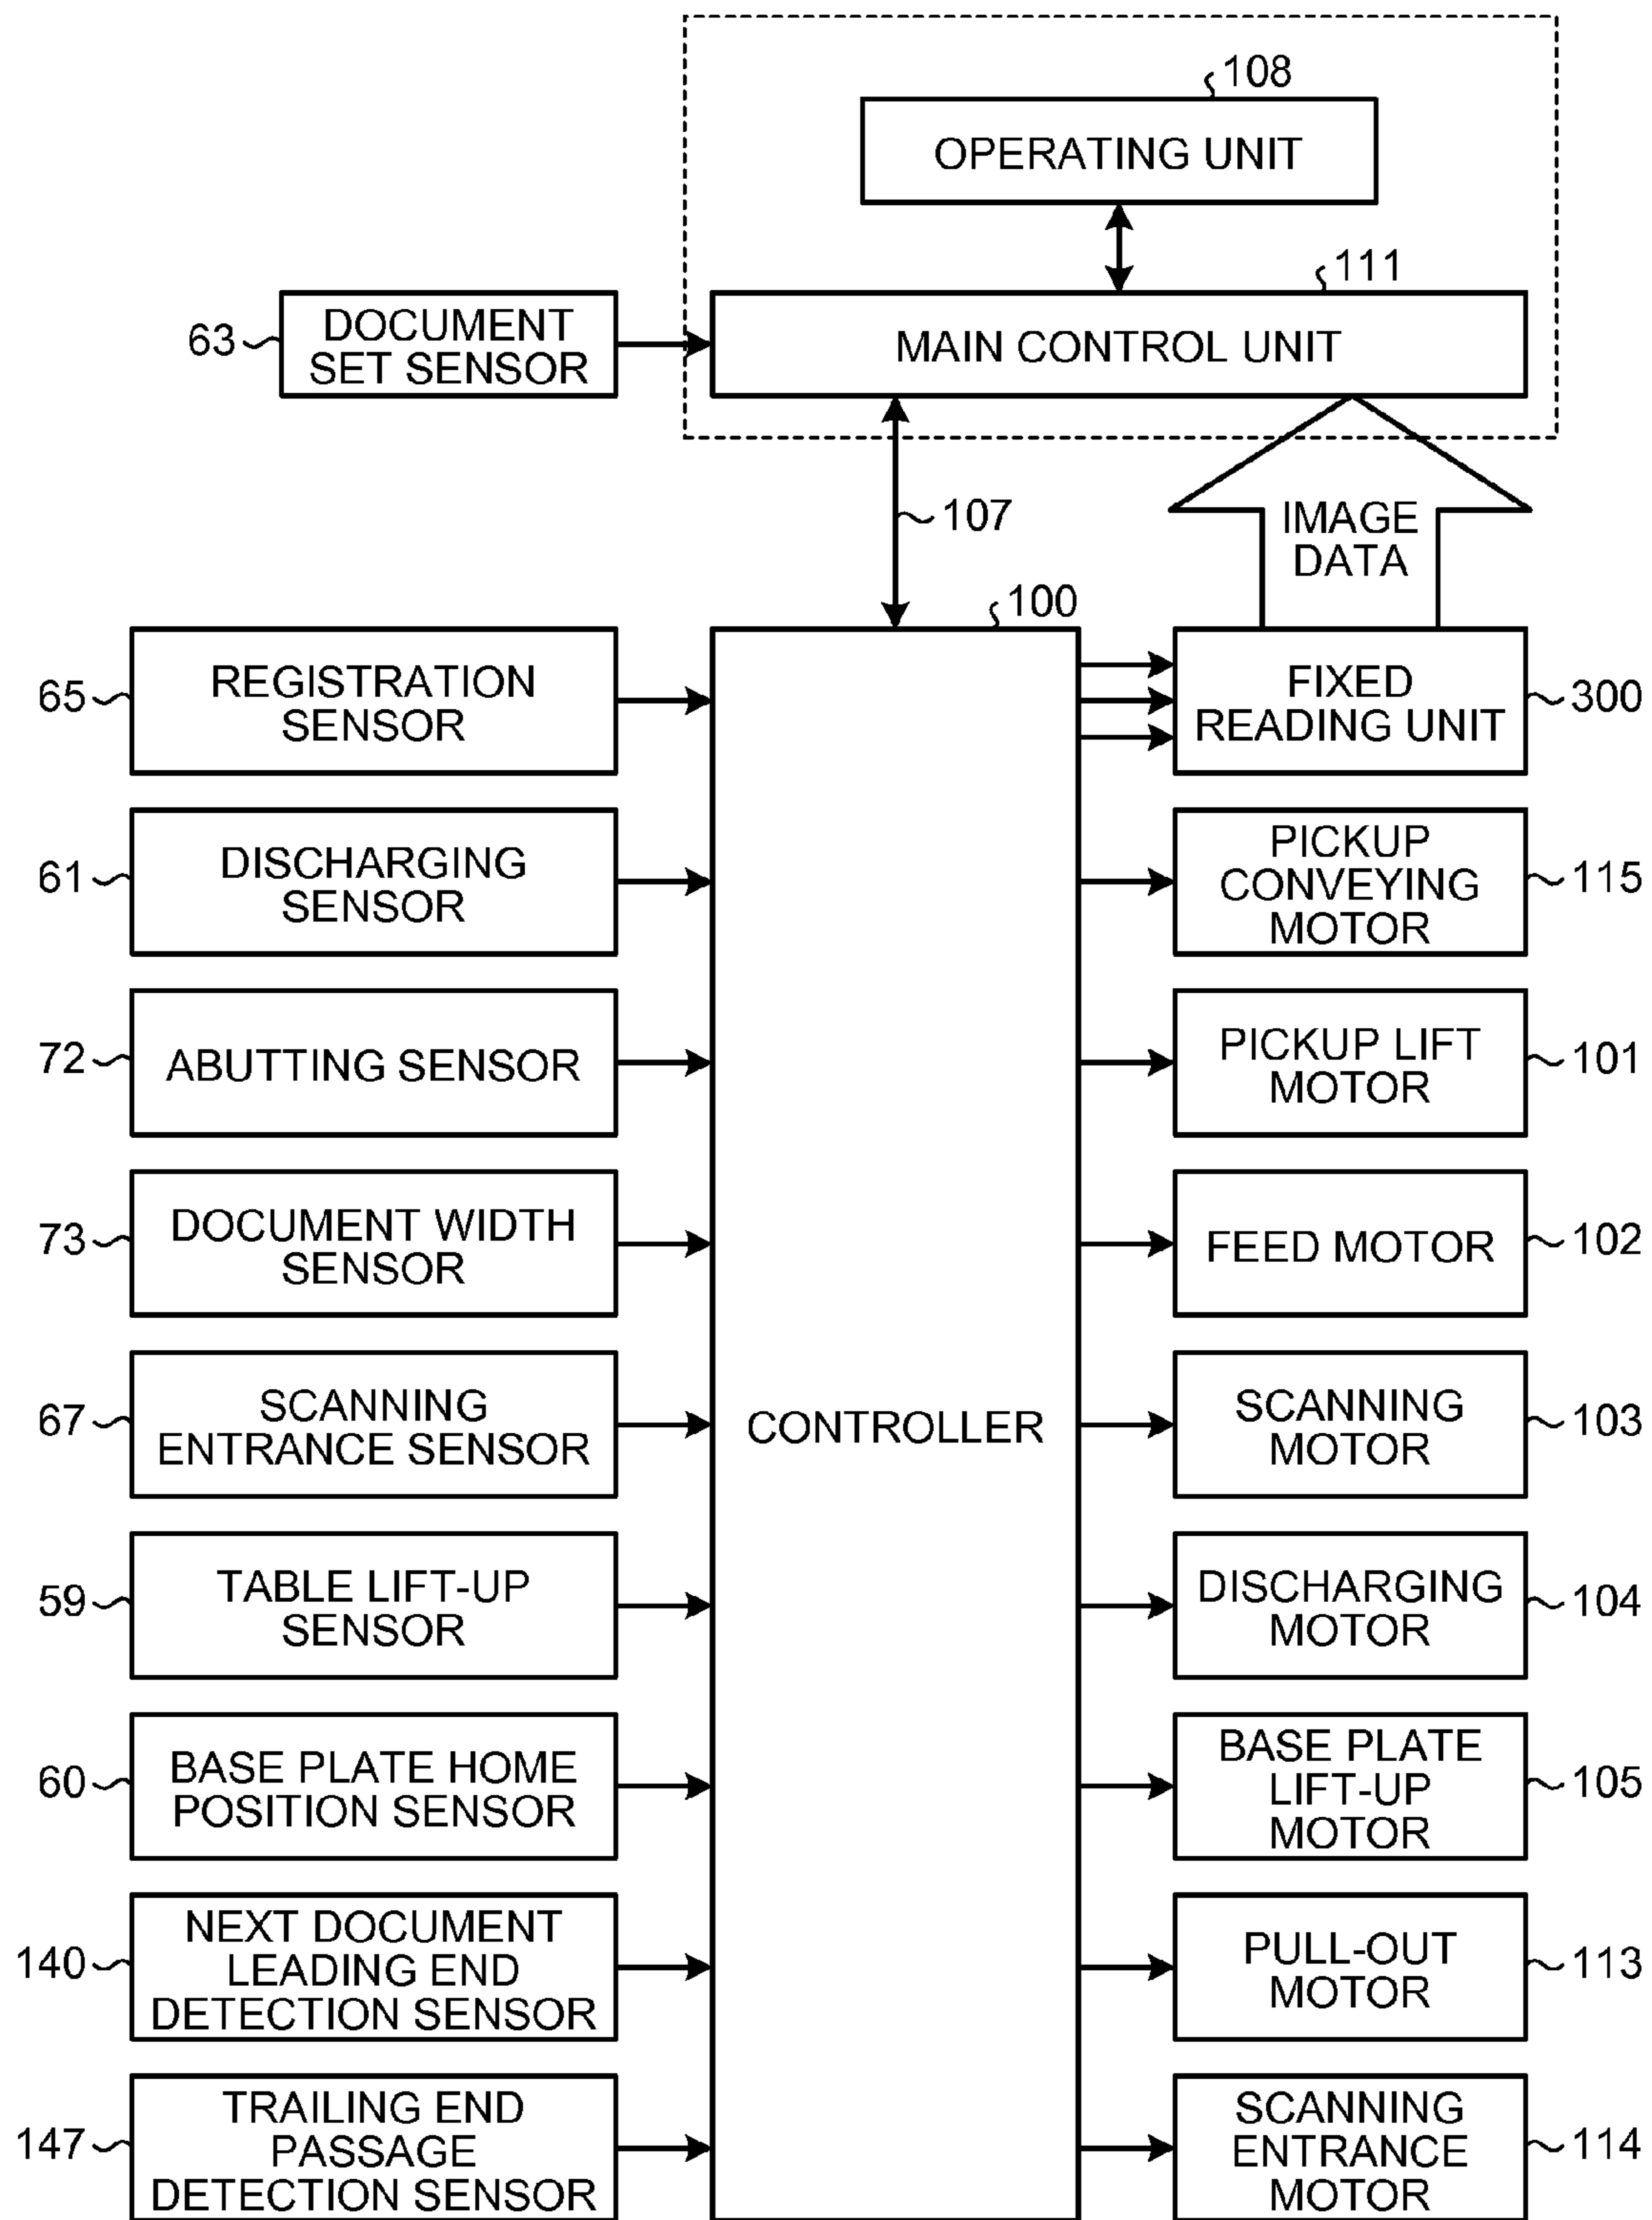 108
OPERATING UNIT
111
63
DOCUMENT
SET SENSOR
MAIN CONTROL UNIT
107
IMAGE
DATA
100
65
REGISTRATION
SENSOR
FIXED
READING UNIT
300
61
DISCHARGING
SENSOR
PICKUP
CONVEYING
MOTOR
115
72
ABUTTING SENSOR
PICKUP LIFT
MOTOR
101
73
DOCUMENT WIDTH
SENSOR
FEED MOTOR
102
67
SCANNING
ENTRANCE SENSOR
CONTROLLER
SCANNING
MOTOR
103
59
TABLE LIFT-UP
SENSOR
DISCHARGING
MOTOR
104
60
BASE PLATE HOME
POSITION SENSOR
BASE PLATE
LIFT-UP
MOTOR
105
140
NEXT DOCUMENT
LEADING END
DETECTION SENSOR
PULL-OUT
MOTOR
113
147
TRAILING END
PASSAGE
DETECTION SENSOR
SCANNING
ENTRANCE
MOTOR
114